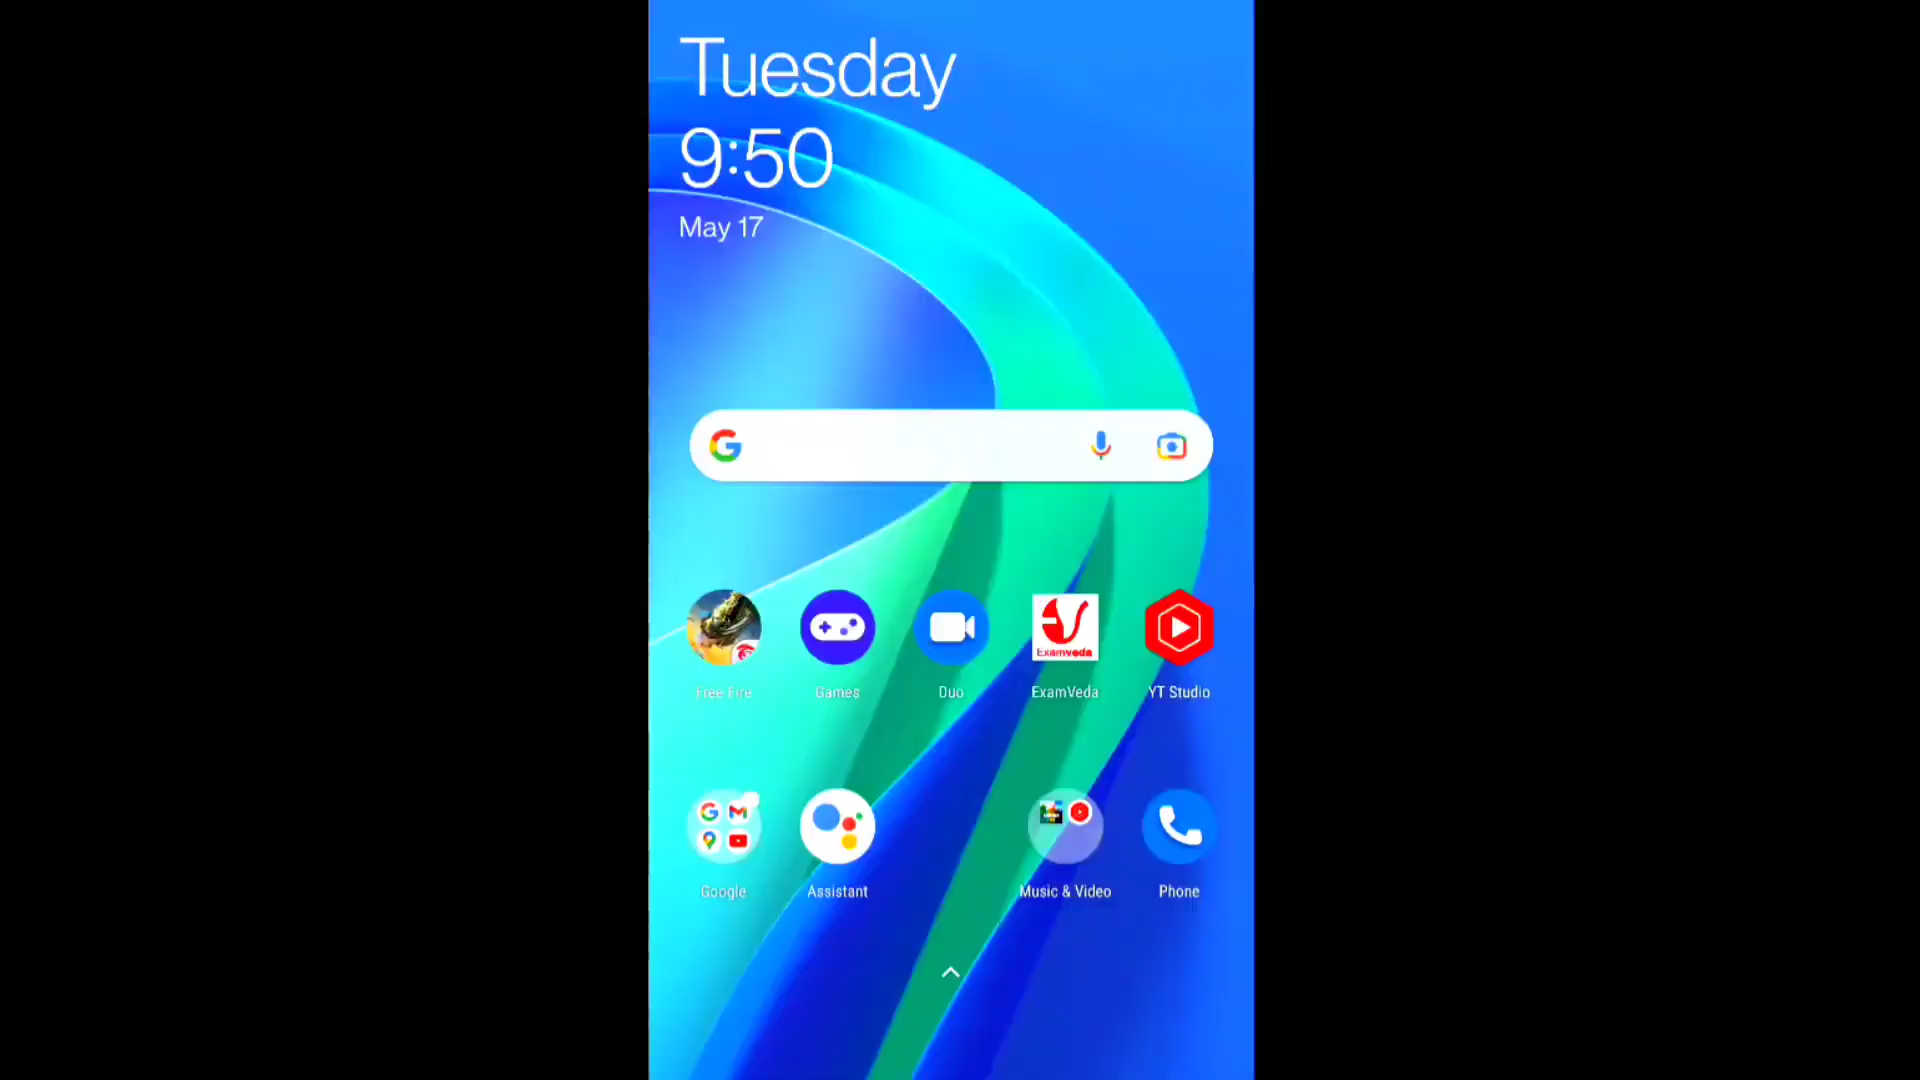 Tuesday
9:50
May 17
Examveda
Free Fire
Games
Duo
ExamVeda
YT Studio
Google
Assistant
Music & Video
Phone